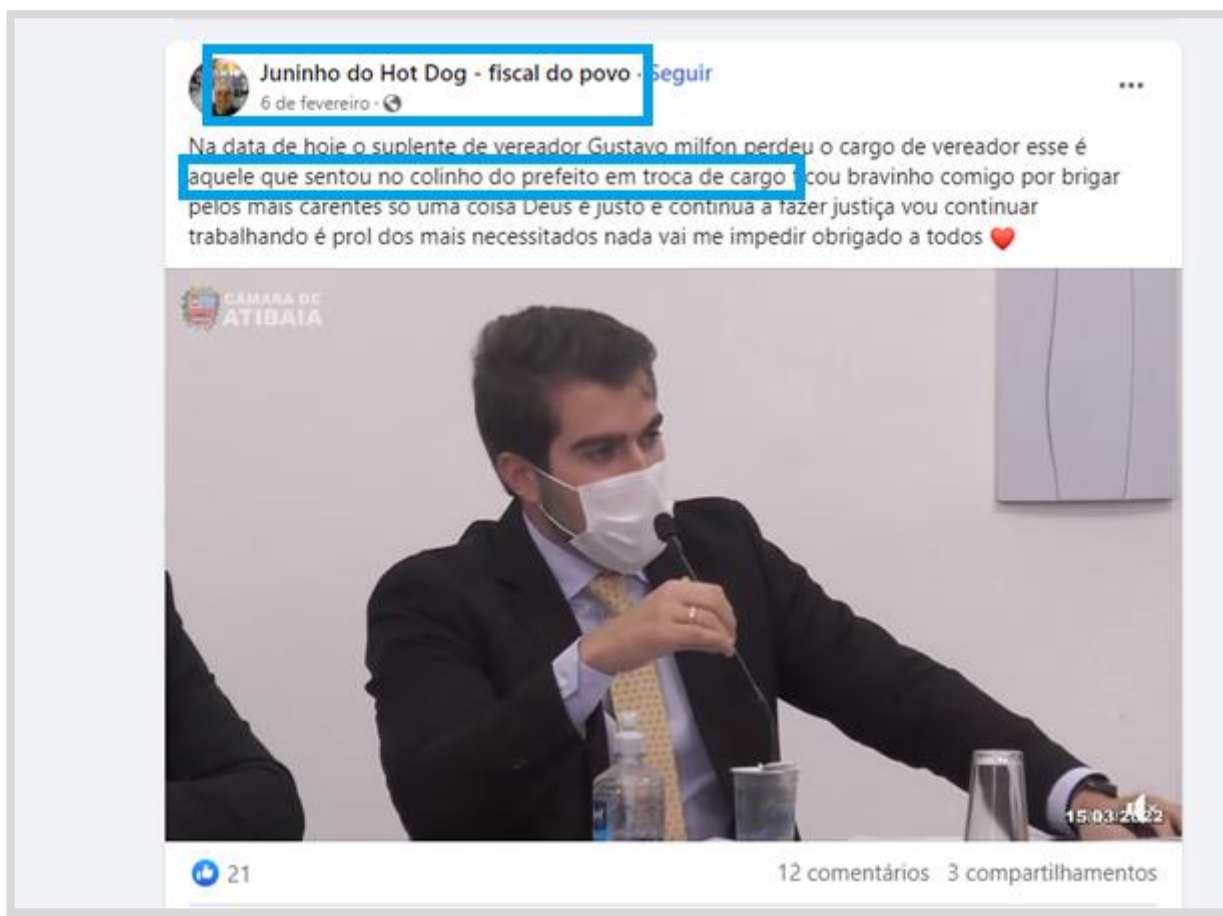 Juninho do Hot Dog - fiscal do povo · Seguir
6 de fevereiro ·
Na data de hoje o suplente de vereador Gustavo milfon perdeu o cargo de vereador esse é
aquele que sentou no colinho do prefeito em troca de cargo ficou bravinho comigo por brigar
pelos mais carentes só uma coisa Deus é justo e continua a fazer justiça vou continuar
trabalhando é prol dos mais necessitados nada vai me impedir obrigado a todos ❤️
CÂMARA DE
ATIBAIA
15/03/2022
21
12 comentários 3 compartilhamentos